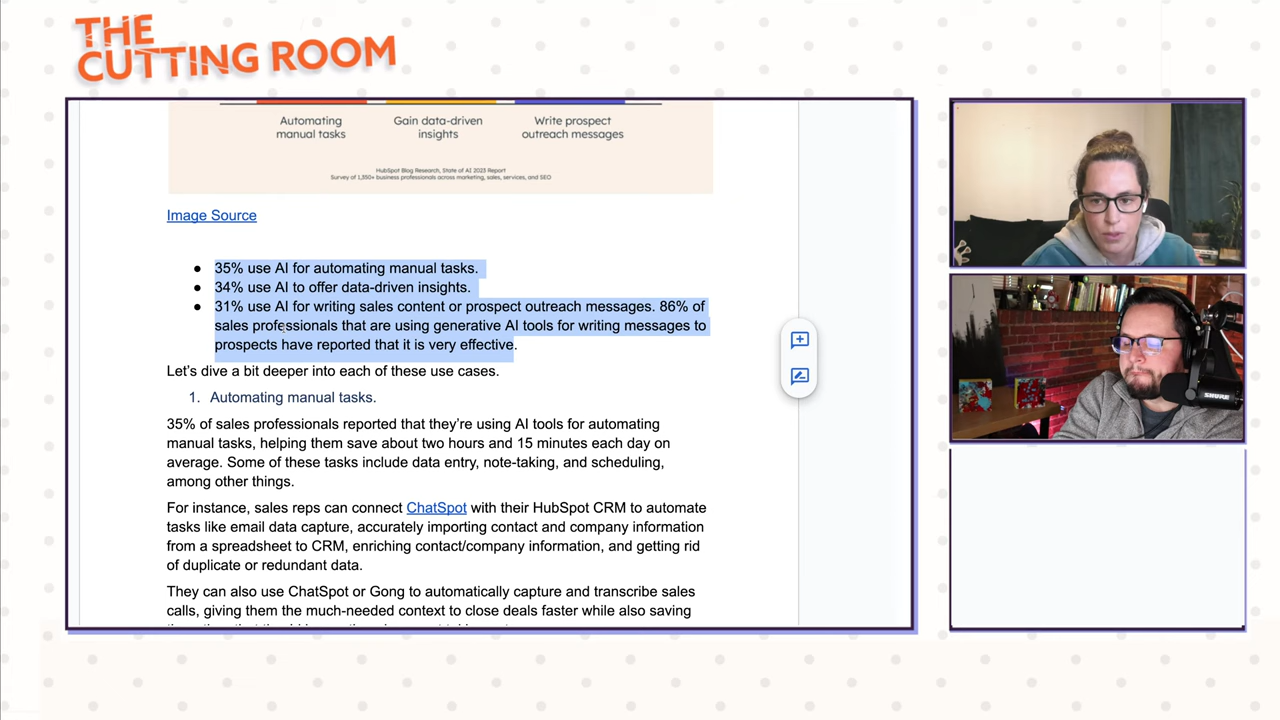 THE
CUTTING ROOM
Automating
manual tasks
Gain data-driven
insights
Write prospect
outreach messages
HubSpot Blog Research, State of AI 2023 Report
Survey of 1,350+ business professionals across marketing, sales, services, and SEO
Image Source
● 35% use AI for automating manual tasks.
● 34% use AI to offer data-driven insights.
● 31% use AI for writing sales content or prospect outreach messages. 86% of
sales professionals that are using generative AI tools for writing messages to
prospects have reported that it is very effective.
Let’s dive a bit deeper into each of these use cases.
1. Automating manual tasks.
35% of sales professionals reported that they’re using AI tools for automating
manual tasks, helping them save about two hours and 15 minutes each day on
average. Some of these tasks include data entry, note-taking, and scheduling,
among other things.
For instance, sales reps can connect ChatSpot with their HubSpot CRM to automate
tasks like email data capture, accurately importing contact and company information
from a spreadsheet to CRM, enriching contact/company information, and getting rid
of duplicate or redundant data.
They can also use ChatSpot or Gong to automatically capture and transcribe sales
calls, giving them the much-needed context to close deals faster while also saving
SHURE